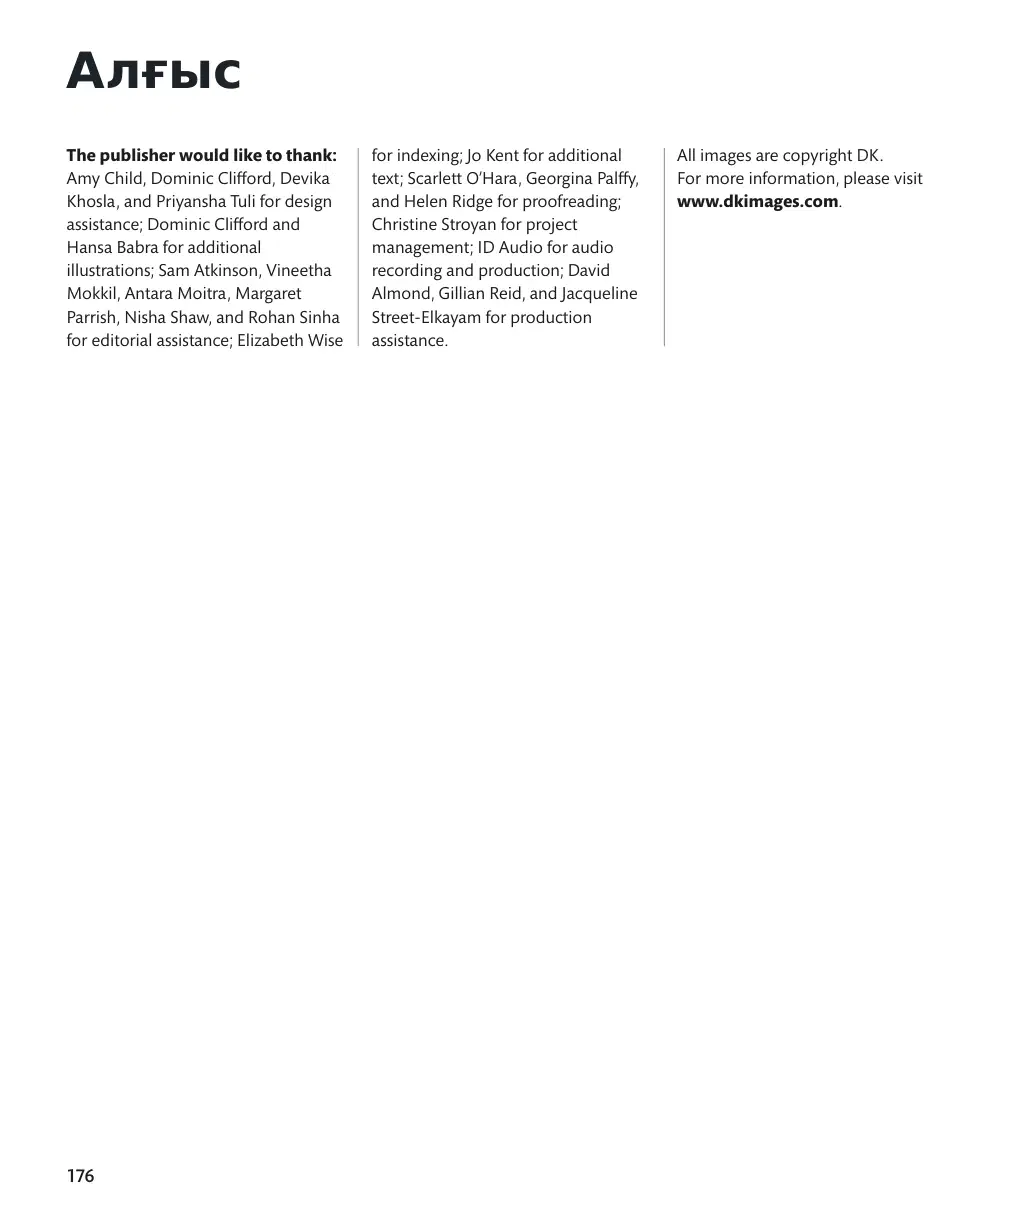 Алғыс
The publisher would like to thank:
Amy Child, Dominic Clifford, Devika
Khosla, and Priyansha Tuli for design
assistance; Dominic Clifford and
Hansa Babra for additional
illustrations; Sam Atkinson, Vineetha
Mokkil, Antara Moitra, Margaret
Parrish, Nisha Shaw, and Rohan Sinha
for editorial assistance; Elizabeth Wise
for indexing; Jo Kent for additional
text; Scarlett O’Hara, Georgina Palffy,
and Helen Ridge for proofreading;
Christine Stroyan for project
management; ID Audio for audio
recording and production; David
Almond, Gillian Reid, and Jacqueline
Street-Elkayam for production
assistance.
All images are copyright DK.
For more information, please visit
www.dkimages.com.
176